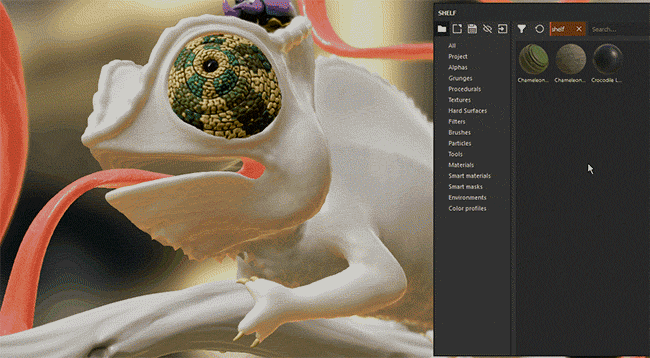 SHELF
shelf
Search...
All
Project
Alphas
Grunges
Procedurals
Textures
Hard Surfaces
Filters
Brushes
Particles
Tools
Materials
Smart materials
Smart masks
Environments
Color profiles
Chameleon... Chameleon... Crocodile L...